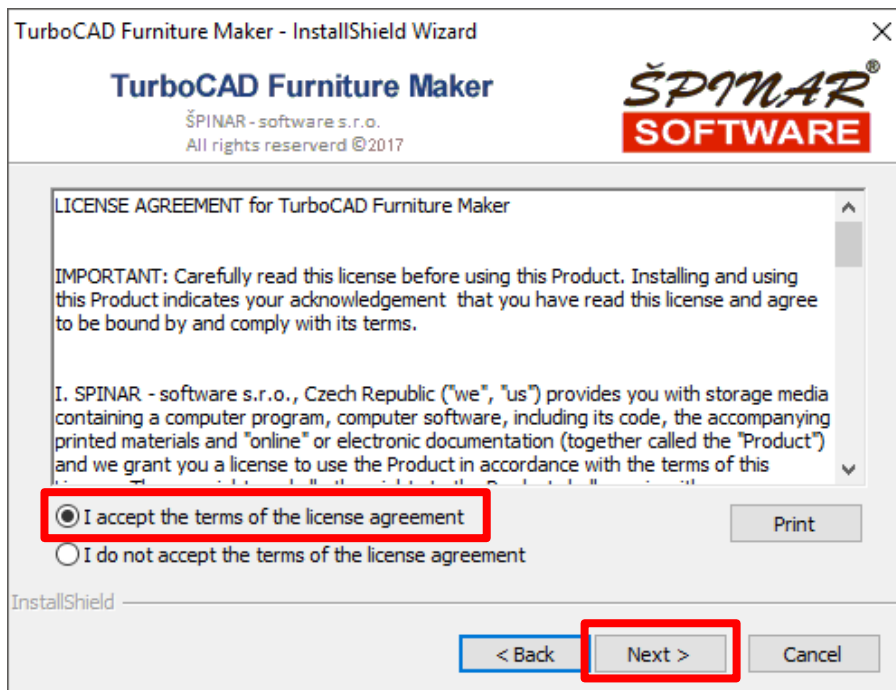 TurboCAD Furniture Maker - InstallShield Wizard
TurboCAD Furniture Maker
ŠPINAR - software s.r.o.
All rights reserverd ©2017
ŠPINAR®
SOFTWARE
LICENSE AGREEMENT for TurboCAD Furniture Maker
IMPORTANT: Carefully read this license before using this Product. Installing and using
this Product indicates your acknowledgement  that you have read this license and agree
to be bound by and comply with its terms.
I. SPINAR - software s.r.o., Czech Republic ("we", "us") provides you with storage media
containing a computer program, computer software, including its code, the accompanying
printed materials and "online" or electronic documentation (together called the "Product")
and we grant you a license to use the Product in accordance with the terms of this
I accept the terms of the license agreement
Print
I do not accept the terms of the license agreement
InstallShield
< Back
Next >
Cancel